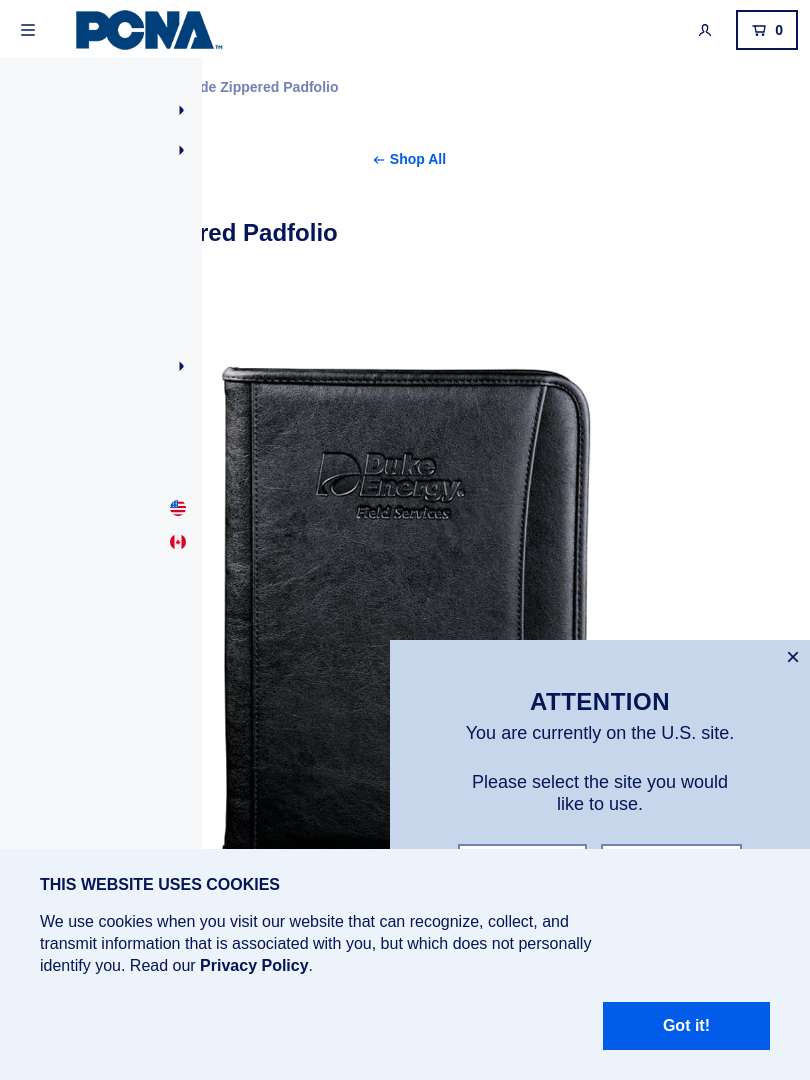 PCNA™
0
de Zippered Padfolio
← Shop All
red Padfolio
Duke
Energy®
Field Services
ATTENTION
You are currently on the U.S. site.
Please select the site you would
like to use.
THIS WEBSITE USES COOKIES
We use cookies when you visit our website that can recognize, collect, and
transmit information that is associated with you, but which does not personally
identify you. Read our Privacy Policy.
Got it!